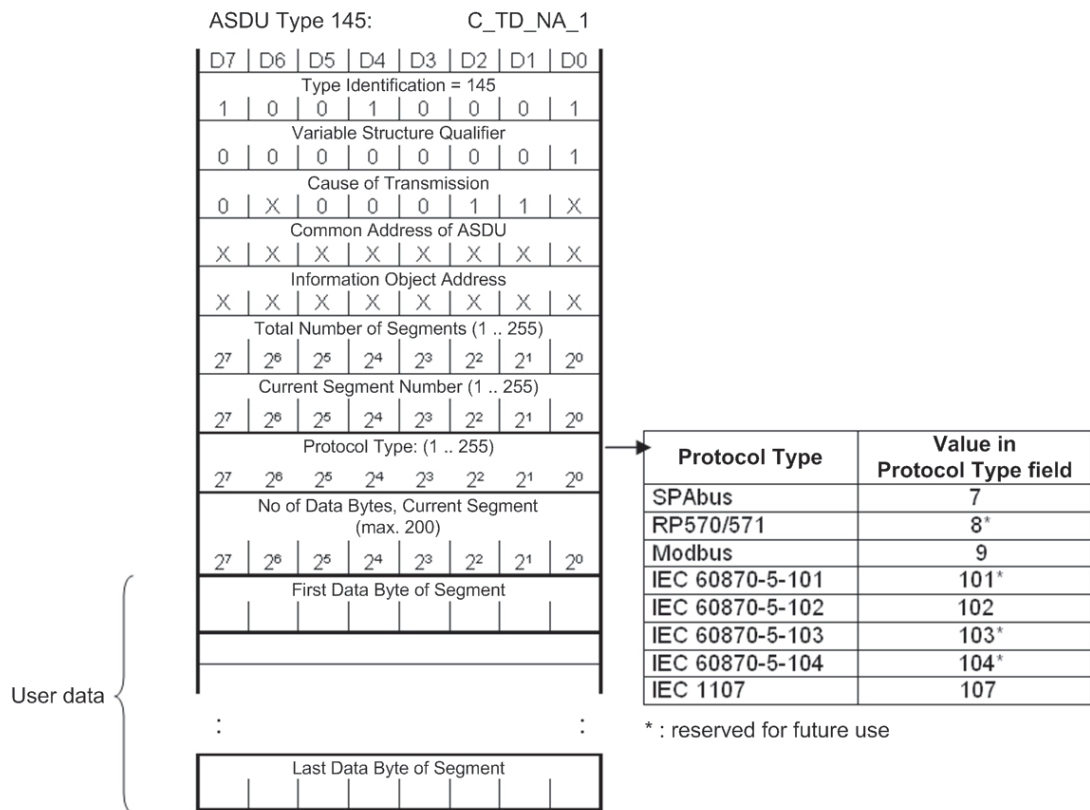 ASDU Type 145: C_TD_NA_1
D7 D6 D5 D4 D3 D2 D1 D0
Type Identification = 145
1 0 0 1 0 0 0 1
Variable Structure Qualifier
0 0 0 0 0 0 0 1
Cause of Transmission
0 X 0 0 0 1 1 X
Common Address of ASDU
X X X X X X X X
Information Object Address
X X X X X X X X
Total Number of Segments (1 .. 255)
2⁷ 2⁶ 2⁵ 2⁴ 2³ 2² 2¹ 2⁰
Current Segment Number (1 .. 255)
2⁷ 2⁶ 2⁵ 2⁴ 2³ 2² 2¹ 2⁰
Protocol Type: (1 .. 255)
2⁷ 2⁶ 2⁵ 2⁴ 2³ 2² 2¹ 2⁰
No of Data Bytes, Current Segment
(max. 200)
2⁷ 2⁶ 2⁵ 2⁴ 2³ 2² 2¹ 2⁰
First Data Byte of Segment
User data
: :
Last Data Byte of Segment
Protocol Type Value in
Protocol Type field
SPAbus 7
RP570/571 8*
Modbus 9
IEC 60870-5-101 101*
IEC 60870-5-102 102
IEC 60870-5-103 103*
IEC 60870-5-104 104*
IEC 1107 107
* : reserved for future use